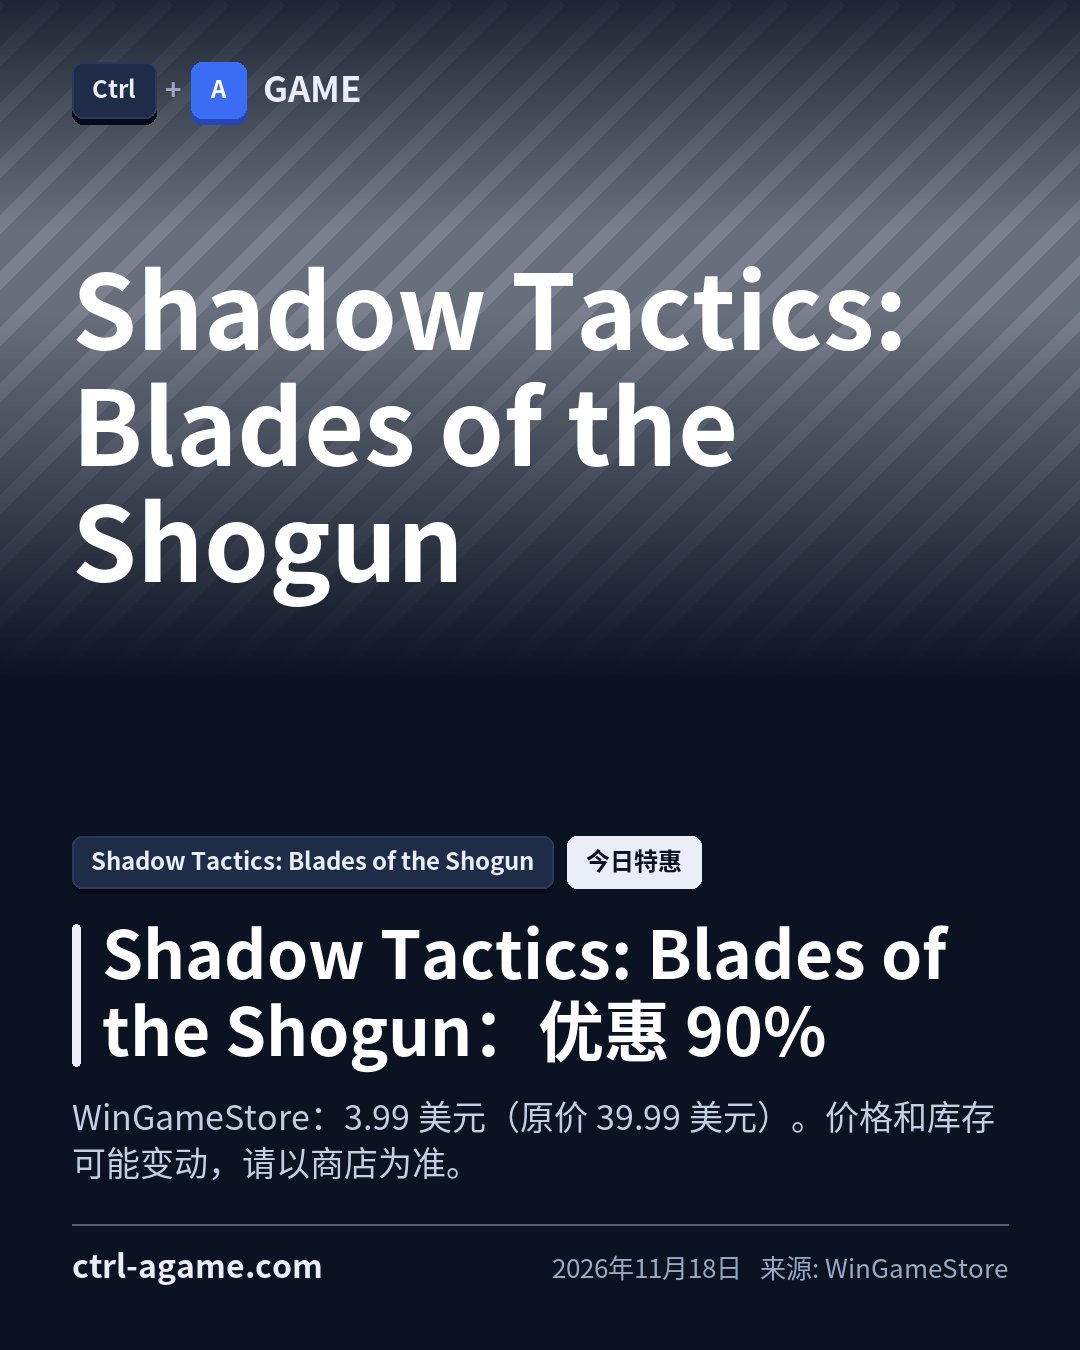 Ctrl + A GAME
Shadow Tactics:
Blades of the
Shogun
Shadow Tactics: Blades of the Shogun 今日特惠
Shadow Tactics: Blades of
the Shogun：优惠 90%
WinGameStore：3.99 美元（原价 39.99 美元）。价格和库存
可能变动，请以商店为准。
ctrl-agame.com 2026年11月18日 来源: WinGameStore